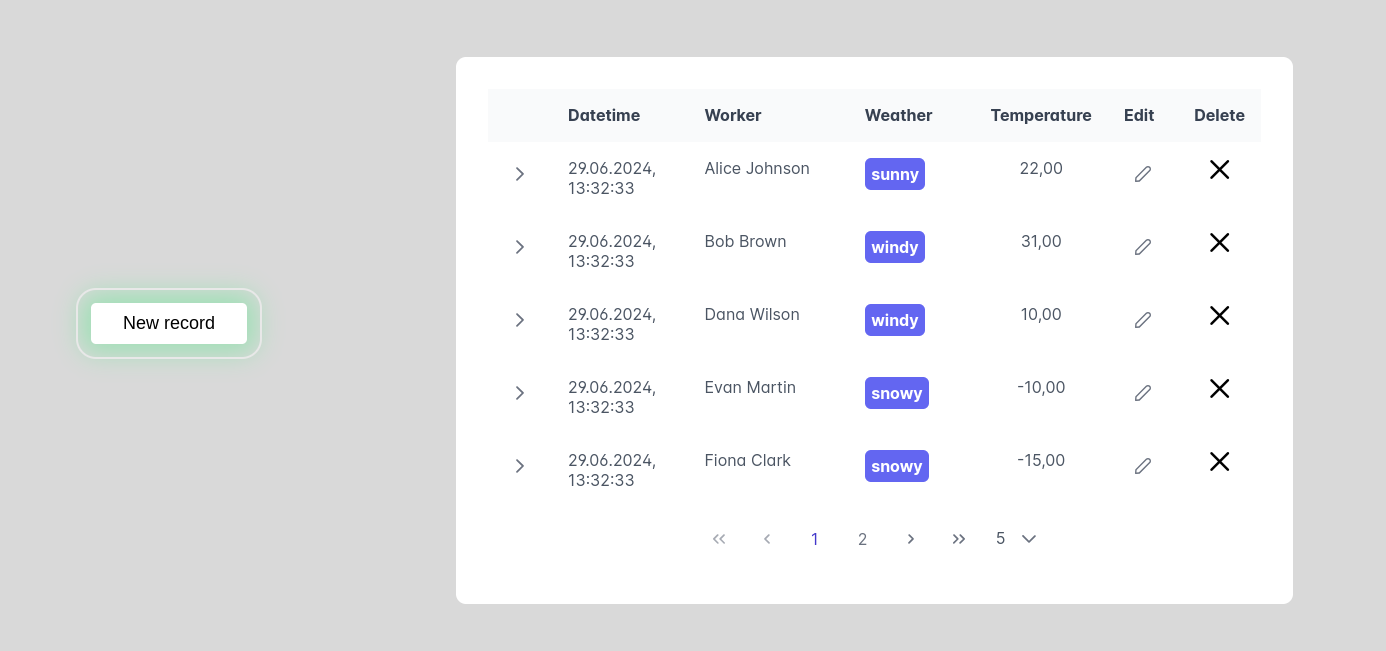 New record
Datetime Worker Weather Temperature Edit Delete
29.06.2024, Alice Johnson sunny 22,00
13:32:33
29.06.2024, Bob Brown windy 31,00
13:32:33
29.06.2024, Dana Wilson windy 10,00
13:32:33
29.06.2024, Evan Martin snowy -10,00
13:32:33
29.06.2024, Fiona Clark snowy -15,00
13:32:33
1 2 5